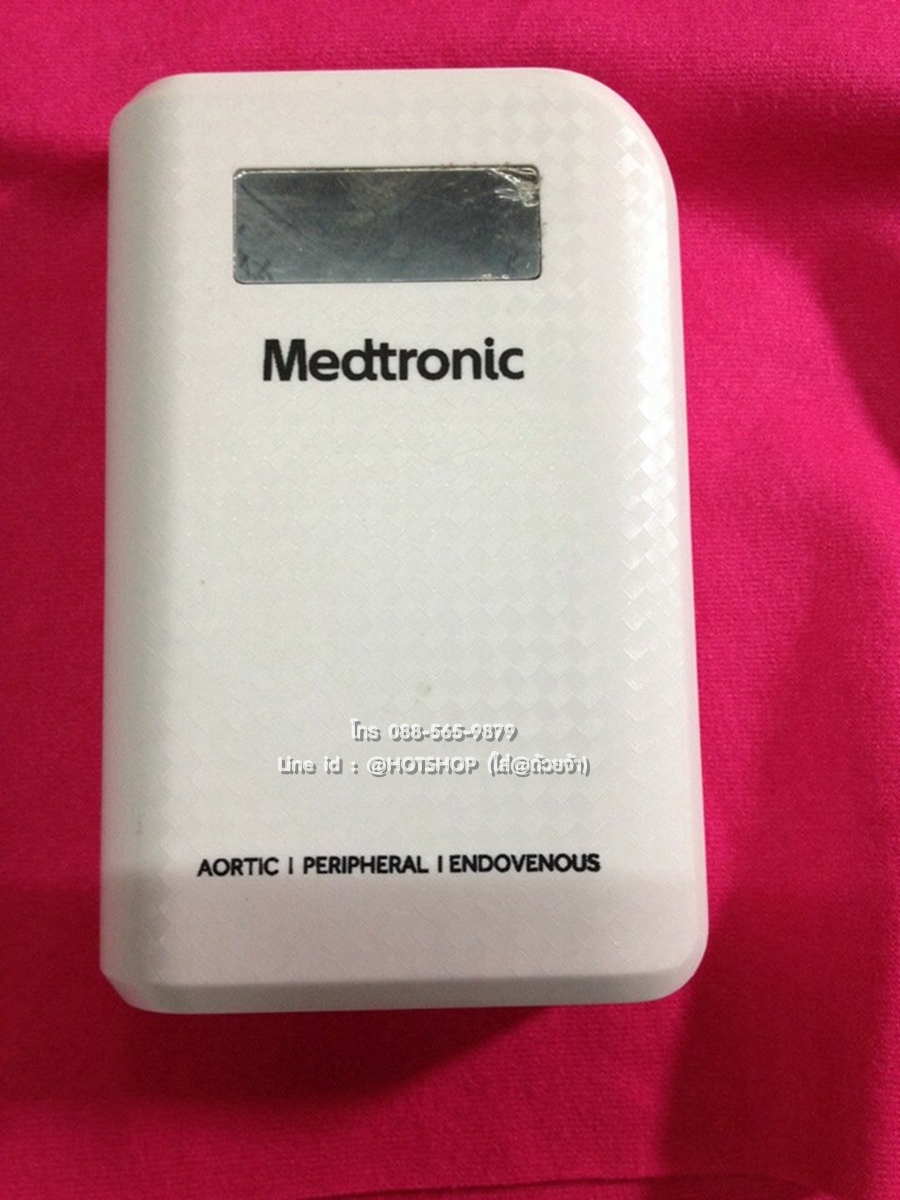 Medtronic
โทร 088-565-9879
Line id : @HOTSHOP (ใส่@ด้วยจ้า)
AORTIC | PERIPHERAL | ENDOVENOUS